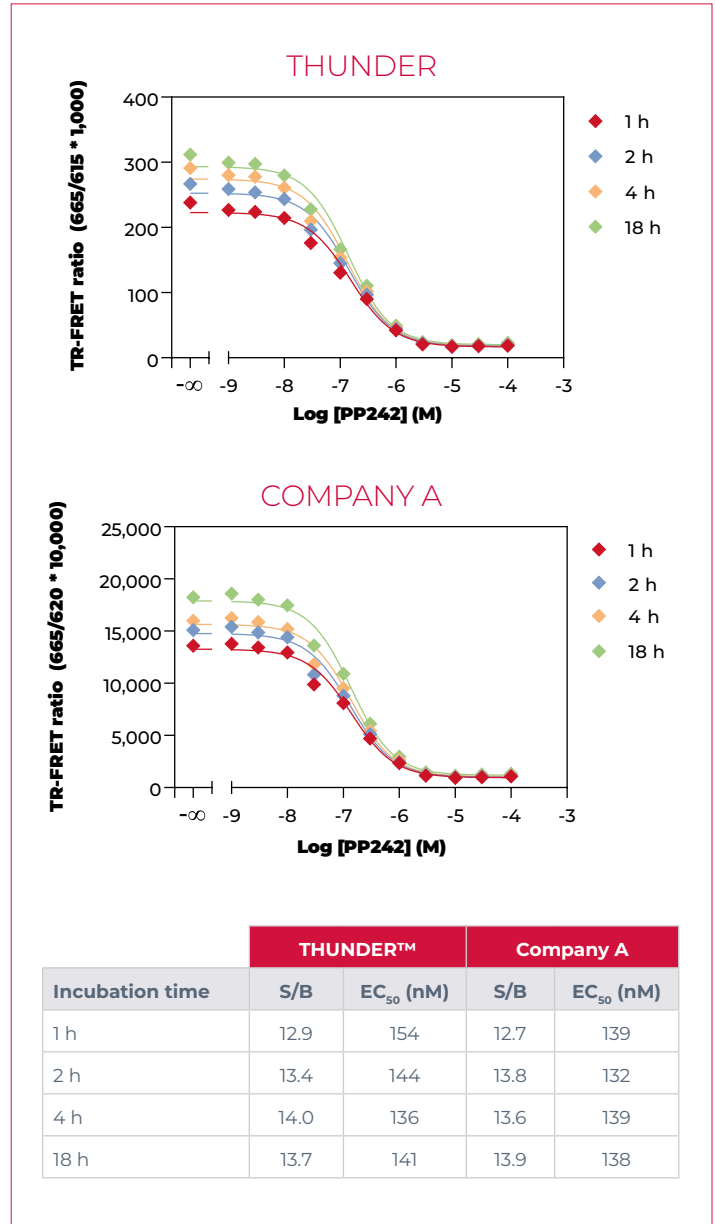 THUNDER
TR-FRET ratio (665/615 * 1,000)
400
300
200
100
0
-∞ -9 -8 -7 -6 -5 -4 -3
Log [PP242] (M)
1 h
2 h
4 h
18 h
COMPANY A
TR-FRET ratio (665/620 * 10,000)
25,000
20,000
15,000
10,000
5,000
0
-∞ -9 -8 -7 -6 -5 -4 -3
Log [PP242] (M)
1 h
2 h
4 h
18 h
THUNDER™ Company A
Incubation time S/B EC50 (nM) S/B EC50 (nM)
1 h 12.9 154 12.7 139
2 h 13.4 144 13.8 132
4 h 14.0 136 13.6 139
18 h 13.7 141 13.9 138